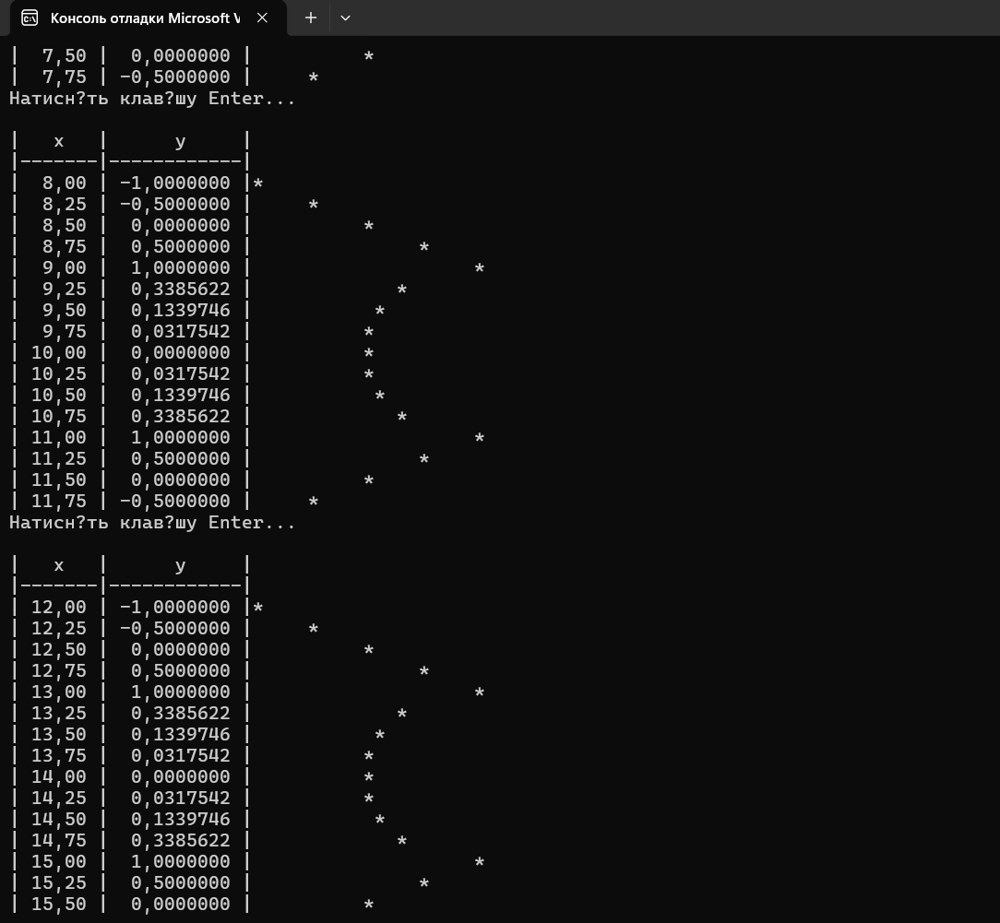 Консоль отладки Microsoft V
| 7,50 | 0,0000000 | *
| 7,75 | -0,5000000 | *
Натисн?ть клав?шу Enter...
| x | y |
|-------|------------|
| 8,00 | -1,0000000 |*
| 8,25 | -0,5000000 | *
| 8,50 | 0,0000000 | *
| 8,75 | 0,5000000 | *
| 9,00 | 1,0000000 | *
| 9,25 | 0,3385622 | *
| 9,50 | 0,1339746 | *
| 9,75 | 0,0317542 | *
| 10,00 | 0,0000000 | *
| 10,25 | 0,0317542 | *
| 10,50 | 0,1339746 | *
| 10,75 | 0,3385622 | *
| 11,00 | 1,0000000 | *
| 11,25 | 0,5000000 | *
| 11,50 | 0,0000000 | *
| 11,75 | -0,5000000 | *
Натисн?ть клав?шу Enter...
| x | y |
|-------|------------|
| 12,00 | -1,0000000 |*
| 12,25 | -0,5000000 | *
| 12,50 | 0,0000000 | *
| 12,75 | 0,5000000 | *
| 13,00 | 1,0000000 | *
| 13,25 | 0,3385622 | *
| 13,50 | 0,1339746 | *
| 13,75 | 0,0317542 | *
| 14,00 | 0,0000000 | *
| 14,25 | 0,0317542 | *
| 14,50 | 0,1339746 | *
| 14,75 | 0,3385622 | *
| 15,00 | 1,0000000 | *
| 15,25 | 0,5000000 | *
| 15,50 | 0,0000000 | *